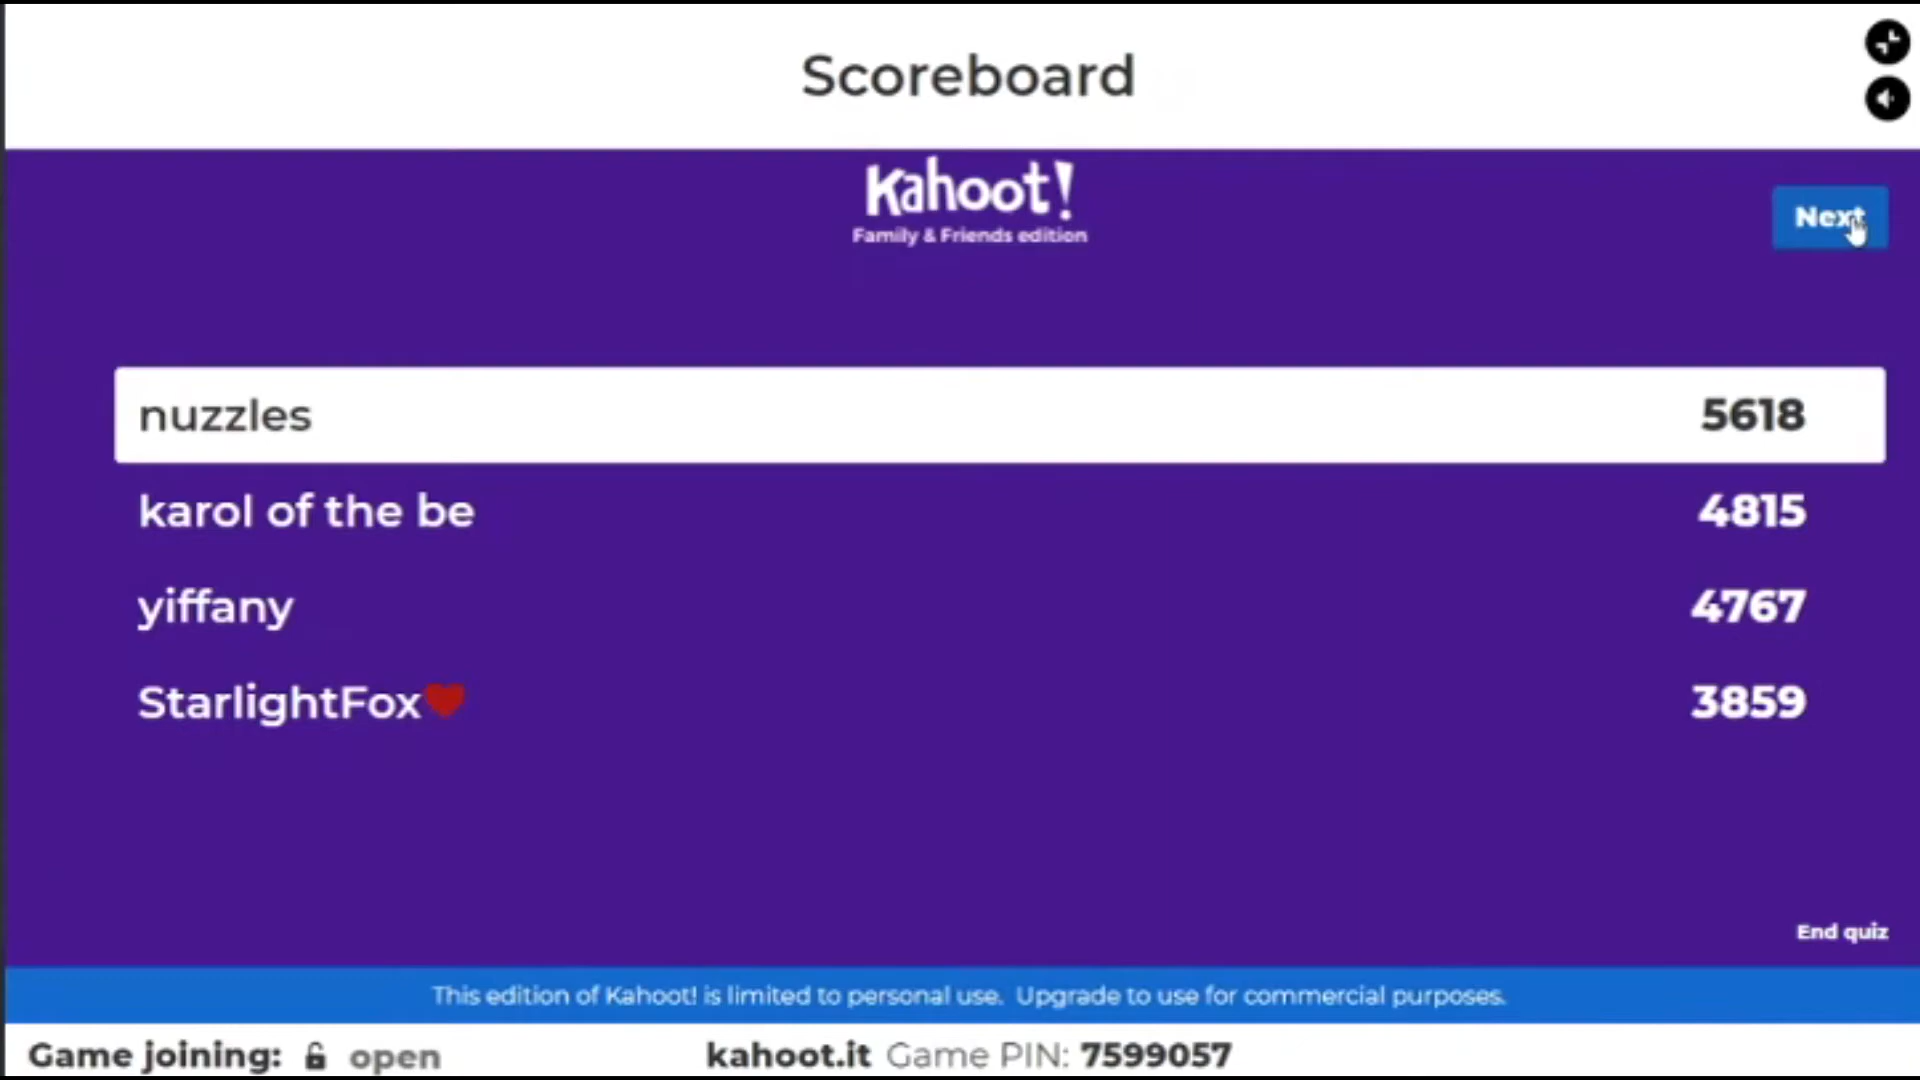 Scoreboard
Kahoot!
Family & Friends edition
Next
nuzzles 5618
karol of the be 4815
yiffany 4767
StarlightFox❤ 3859
End quiz
This edition of Kahoot! is limited to personal use. Upgrade to use for commercial purposes.
Game joining: open kahoot.it Game PIN: 7599057